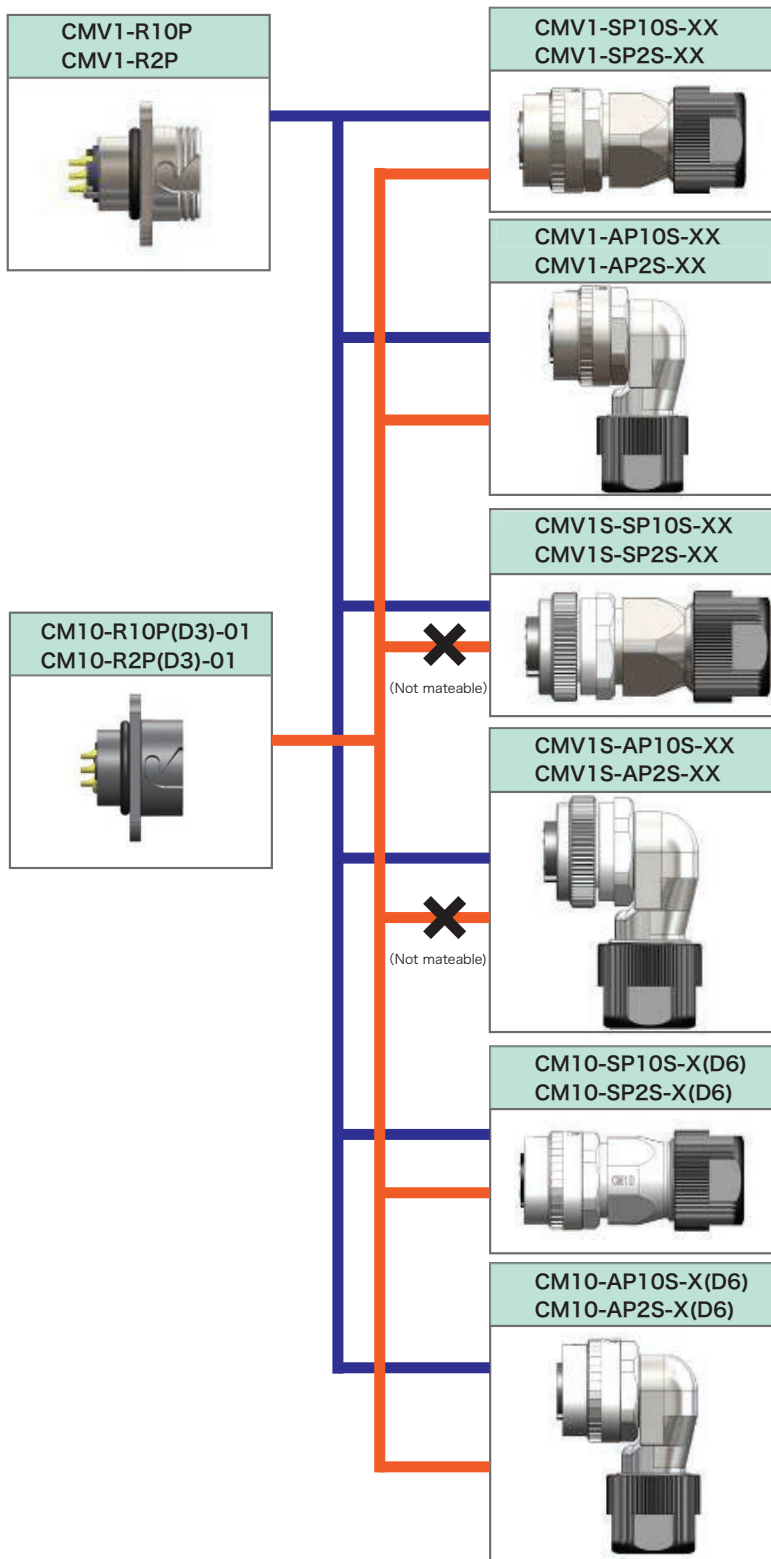 CMV1-R10P
CMV1-R2P
CMV1-SP10S-XX
CMV1-SP2S-XX
CMV1-AP10S-XX
CMV1-AP2S-XX
CMV1S-SP10S-XX
CMV1S-SP2S-XX
(Not mateable)
CM10-R10P(D3)-01
CM10-R2P(D3)-01
CMV1S-AP10S-XX
CMV1S-AP2S-XX
(Not mateable)
CM10-SP10S-X(D6)
CM10-SP2S-X(D6)
CM10
CM10-AP10S-X(D6)
CM10-AP2S-X(D6)